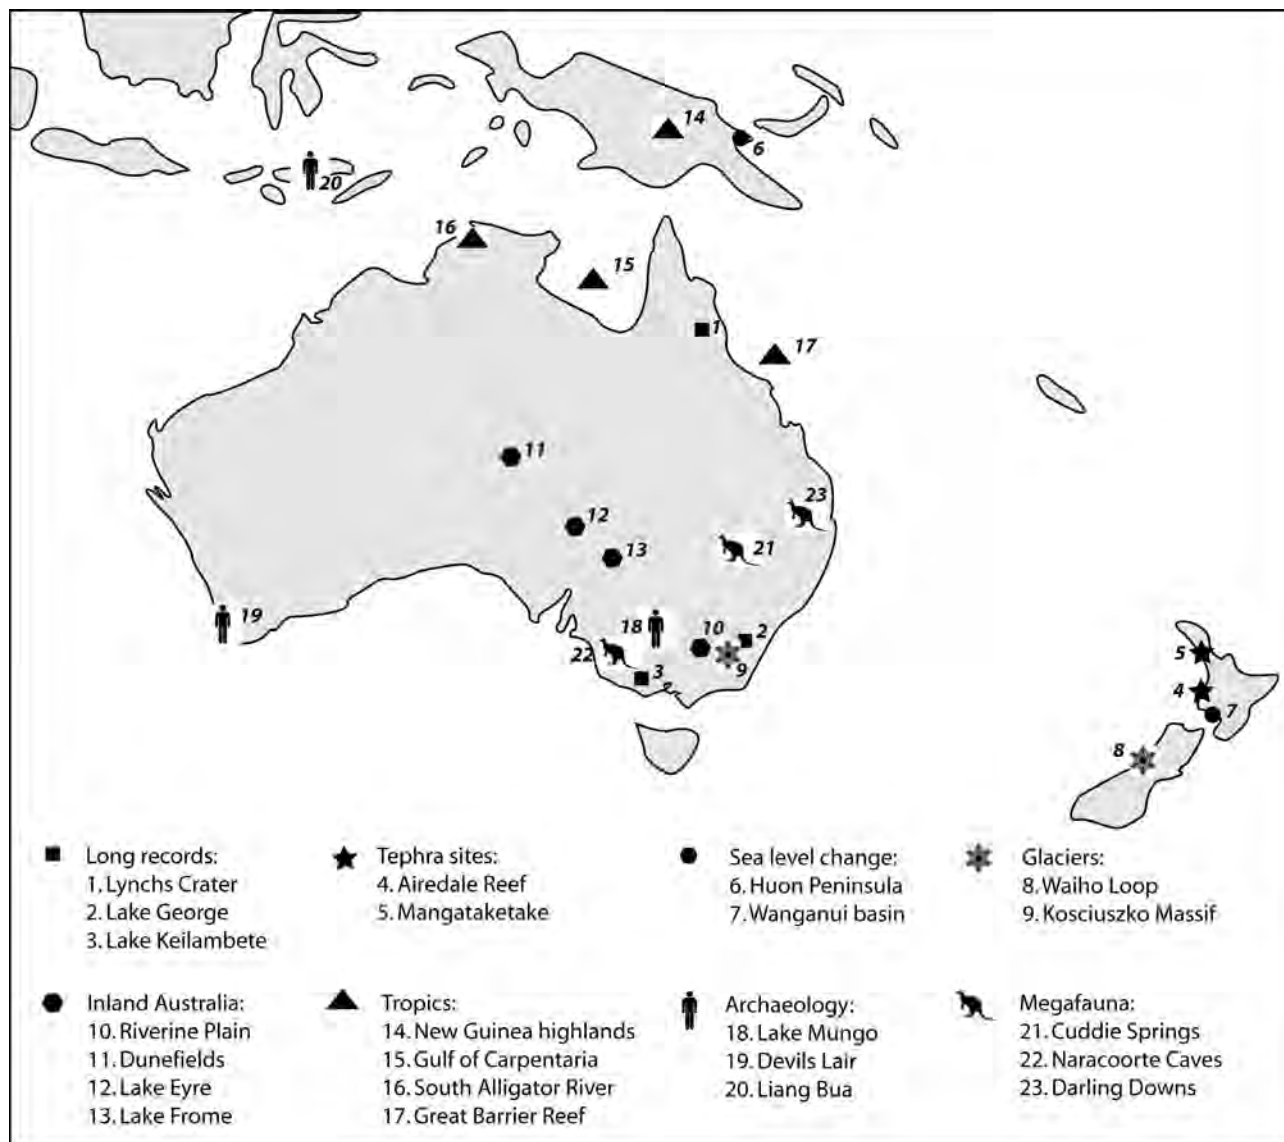 14
6
20
16
15
1
17
11
23
12
21
13
19
18
10
2
22
3
9
5
4
7
8
Long records:
1. Lynchs Crater
2. Lake George
3. Lake Keilambete
Tephra sites:
4. Airedale Reef
5. Mangataketake
Sea level change:
6. Huon Peninsula
7. Wanganui basin
Glaciers:
8. Waiho Loop
9. Kosciuszko Massif
Inland Australia:
10. Riverine Plain
11. Dunefields
12. Lake Eyre
13. Lake Frome
Tropics:
14. New Guinea highlands
15. Gulf of Carpentaria
16. South Alligator River
17. Great Barrier Reef
Archaeology:
18. Lake Mungo
19. Devils Lair
20. Liang Bua
Megafauna:
21. Cuddie Springs
22. Naracoorte Caves
23. Darling Downs